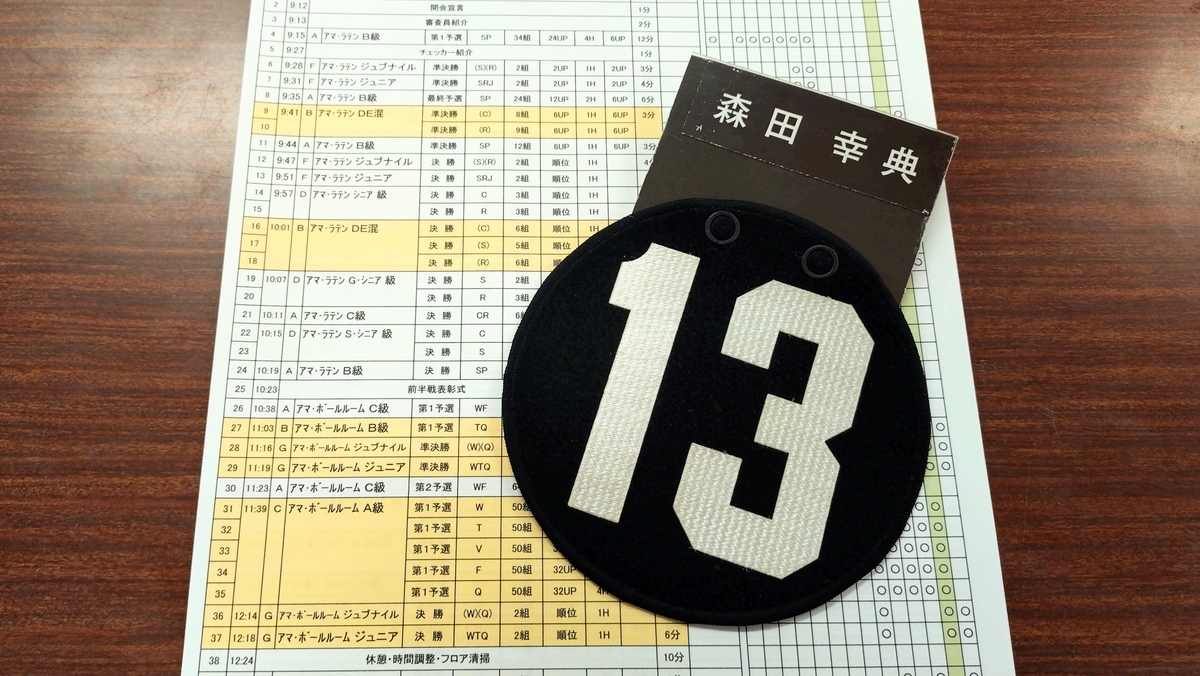 2 9:12 開会宣言 1分
3 9:13 審査員紹介 2分
4 9:15 A アマ・ラテン B級 第1予選 SP 34組 24UP 4H 6UP 12分
5 9:27 チェッカー紹介 1分
6 9:28 F アマ・ラテン ジュブナイル 準決勝 (S)(R) 2組 2UP 1H 2UP 3分
7 9:31 F アマ・ラテン ジュニア 準決勝 SRJ 2組 2UP 1H 2UP 4分
8 9:35 A アマ・ラテン B級 最終予選 SP 24組 12UP 2H 6UP 6分
9 9:41 B アマ・ラテン DE混 準決勝 (C) 8組 6UP 1H 6UP 3分
10 準決勝 (R) 9組 6UP 1H 6UP
11 9:44 A アマ・ラテン B級 準決勝 SP 12組 6UP 1H 6UP 3分
12 9:47 F アマ・ラテン ジュブナイル 決勝 (S)(R) 2組 順位 1H
13 9:51 F アマ・ラテン ジュニア 決勝 SRJ 2組 順位 1H
14 9:57 D アマ・ラテン シニア 級 決勝 C 3組 順位 1H
15 決勝 R 3組 順位 1H
16 10:01 B アマ・ラテン DE混 決勝 (C) 6組 順位 1H
17 決勝 (S) 5組 順位
18 決勝 (R) 6組 順位
19 10:07 D アマ・ラテン G・シニア 級 決勝 S 2組
20 決勝 R 3組
21 10:11 A アマ・ラテン C級 決勝 CR
22 10:15 D アマ・ラテン S・シニア 級 決勝 C
23 決勝 S
24 10:19 A アマ・ラテン B級 決勝 SP
25 10:23 前半戦表彰式
26 10:38 A アマ・ボールルーム C級 第1予選 WF
27 11:03 B アマ・ボールルーム B級 第1予選 TQ
28 11:16 G アマ・ボールルーム ジュブナイル 準決勝 (W)(Q)
29 11:19 G アマ・ボールルーム ジュニア 準決勝 WTQ
30 11:23 A アマ・ボールルーム C級 第2予選 WF
31 11:39 C アマ・ボールルーム A級 第1予選 W 50組
32 第1予選 T 50組
33 第1予選 V 50組
34 第1予選 F 50組 32UP
35 第1予選 Q 50組 32UP 4H
36 12:14 G アマ・ボールルーム ジュブナイル 決勝 (W)(Q) 2組 順位 1H
37 12:18 G アマ・ボールルーム ジュニア 決勝 WTQ 2組 順位 1H 6分
38 12:24 休憩・時間調整・フロア清掃 10分
森田 幸典
13